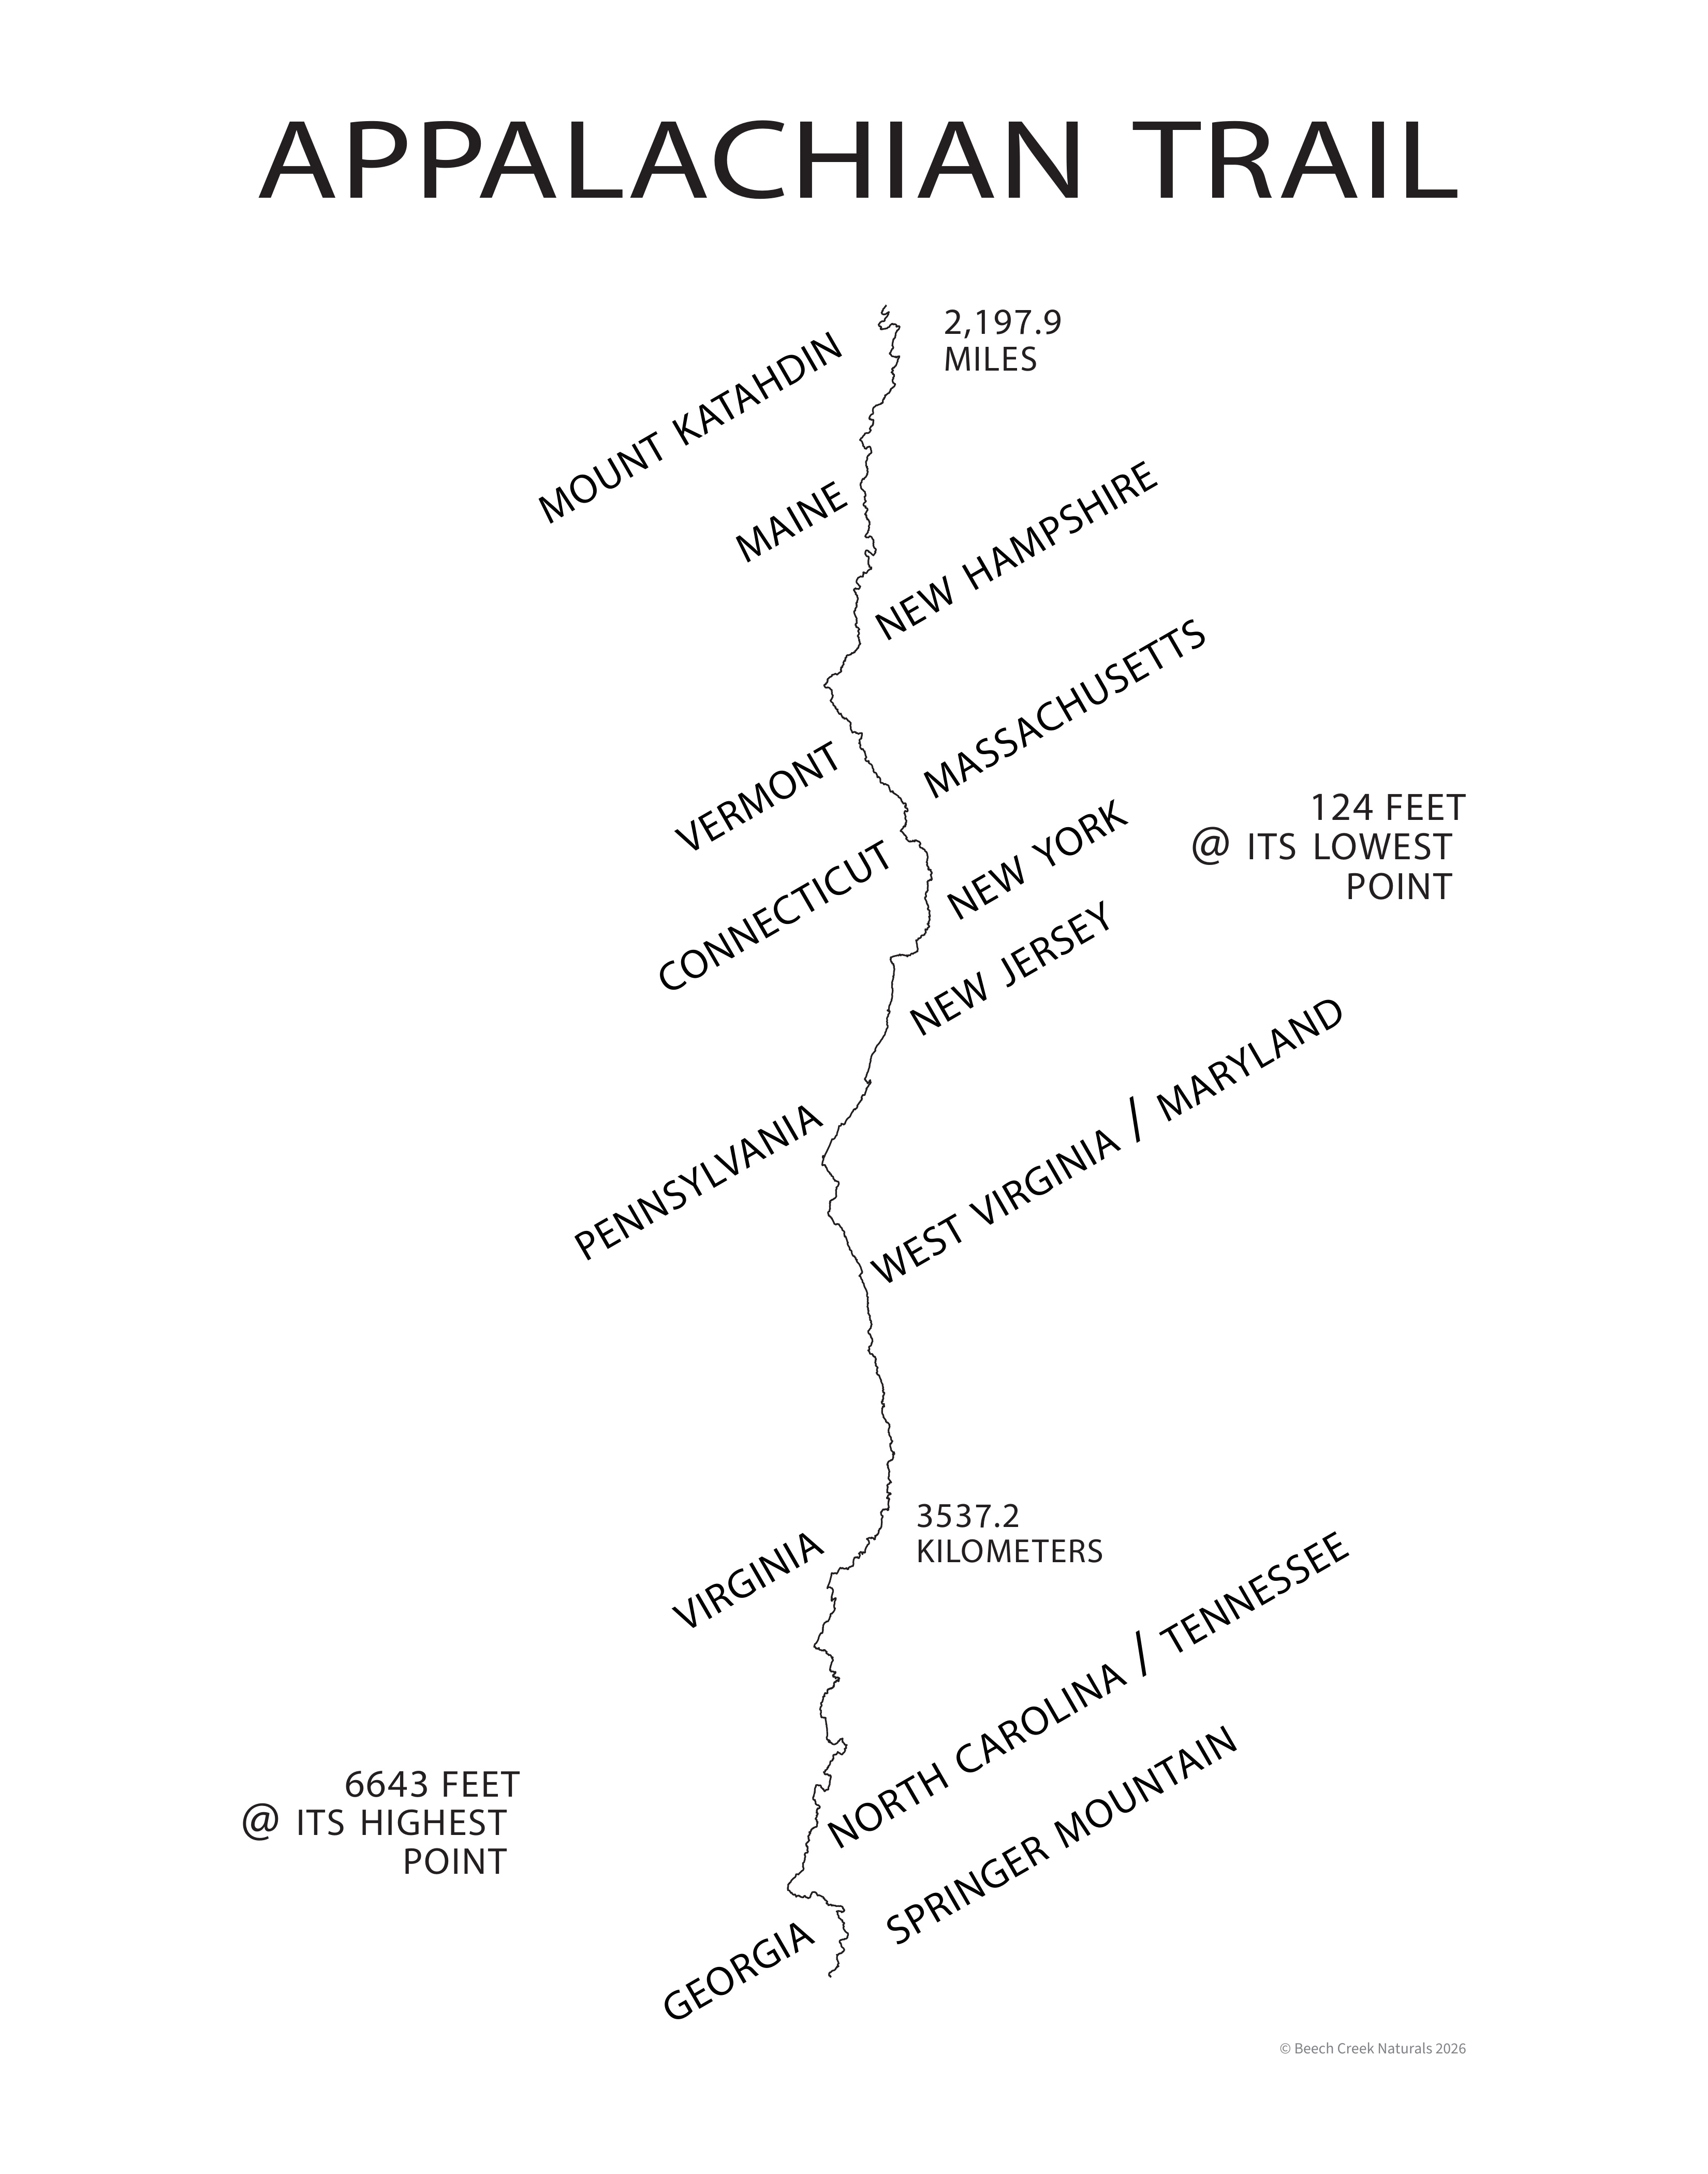 APPALACHIAN TRAIL
2,197.9
MILES
MOUNT KATAHDIN
MAINE
NEW HAMPSHIRE
MASSACHUSETTS
VERMONT
124 FEET
@ ITS LOWEST
POINT
NEW YORK
CONNECTICUT
NEW JERSEY
WEST VIRGINIA / MARYLAND
PENNSYLVANIA
3537.2
KILOMETERS
VIRGINIA
NORTH CAROLINA / TENNESSEE
6643 FEET
@ ITS HIGHEST
POINT
SPRINGER MOUNTAIN
GEORGIA
© Beech Creek Naturals 2026